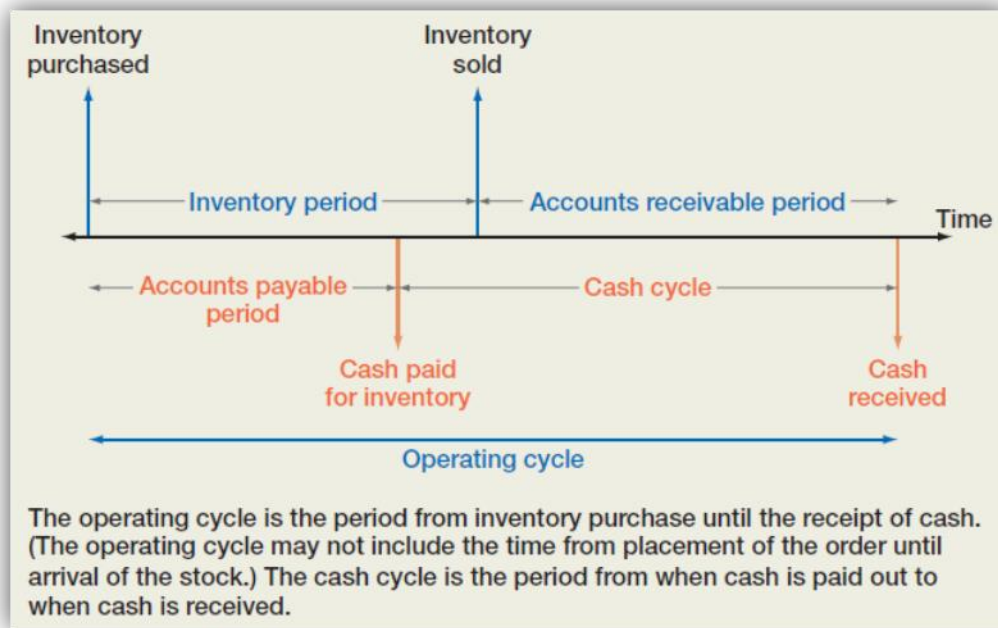 Inventory
purchased
Inventory
sold
Inventory period
Accounts receivable period
Time
Accounts payable
period
Cash cycle
Cash paid
for inventory
Cash
received
Operating cycle
The operating cycle is the period from inventory purchase until the receipt of cash.
(The operating cycle may not include the time from placement of the order until
arrival of the stock.) The cash cycle is the period from when cash is paid out to
when cash is received.